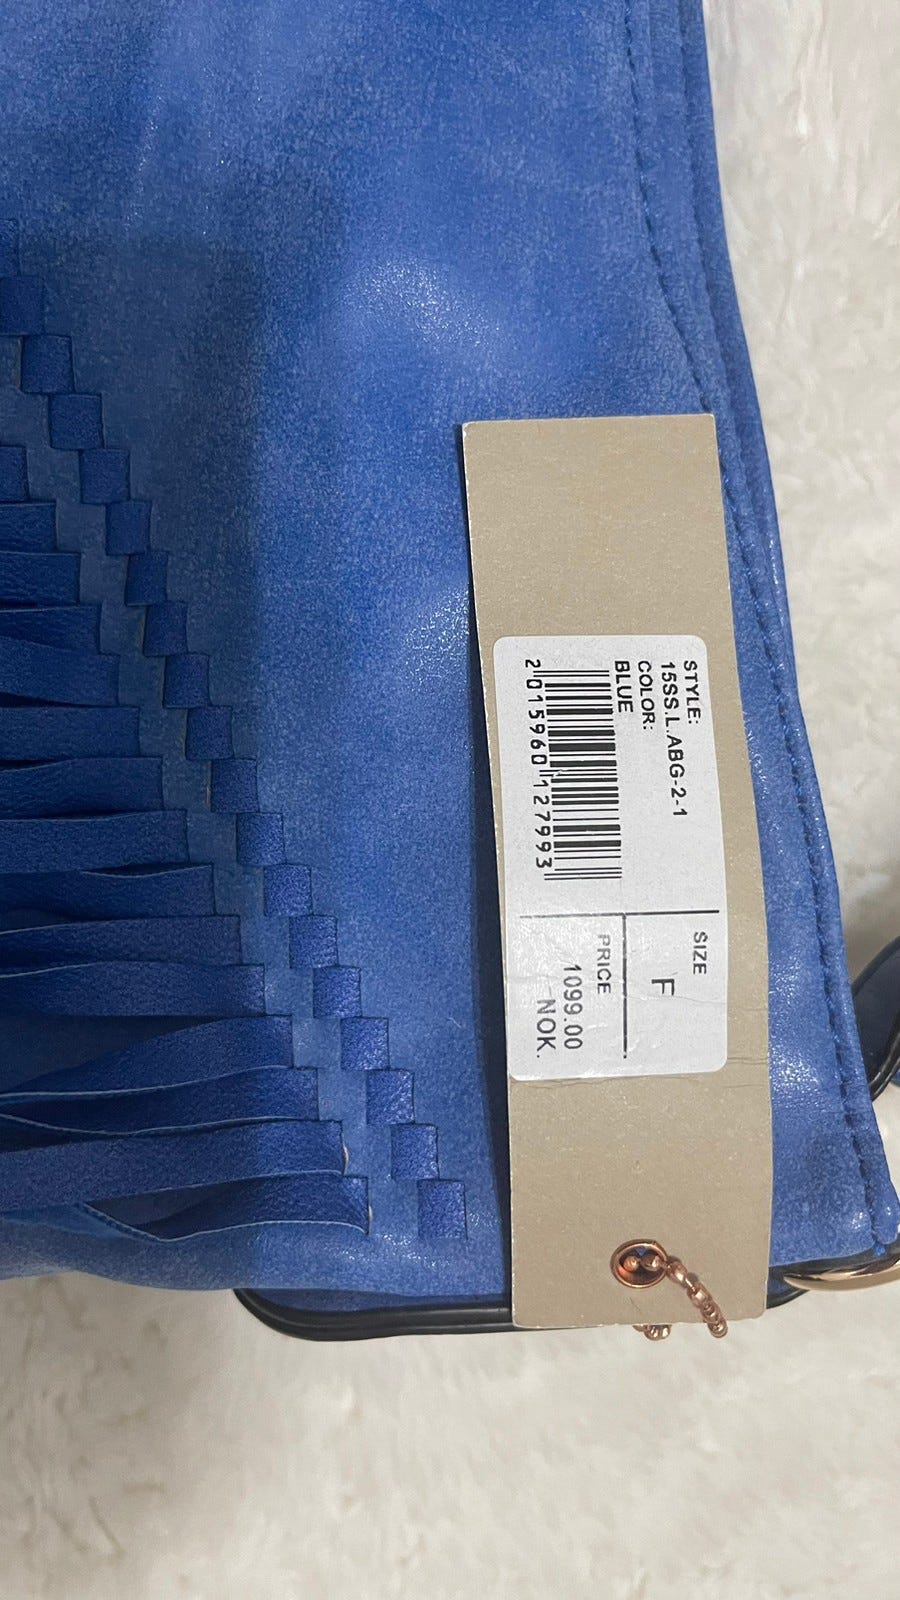 STYLE:
15SS.L.ABG-2-1
COLOR:
BLUE
2015960127993
SIZE
F
PRICE
1099.00
NOK.